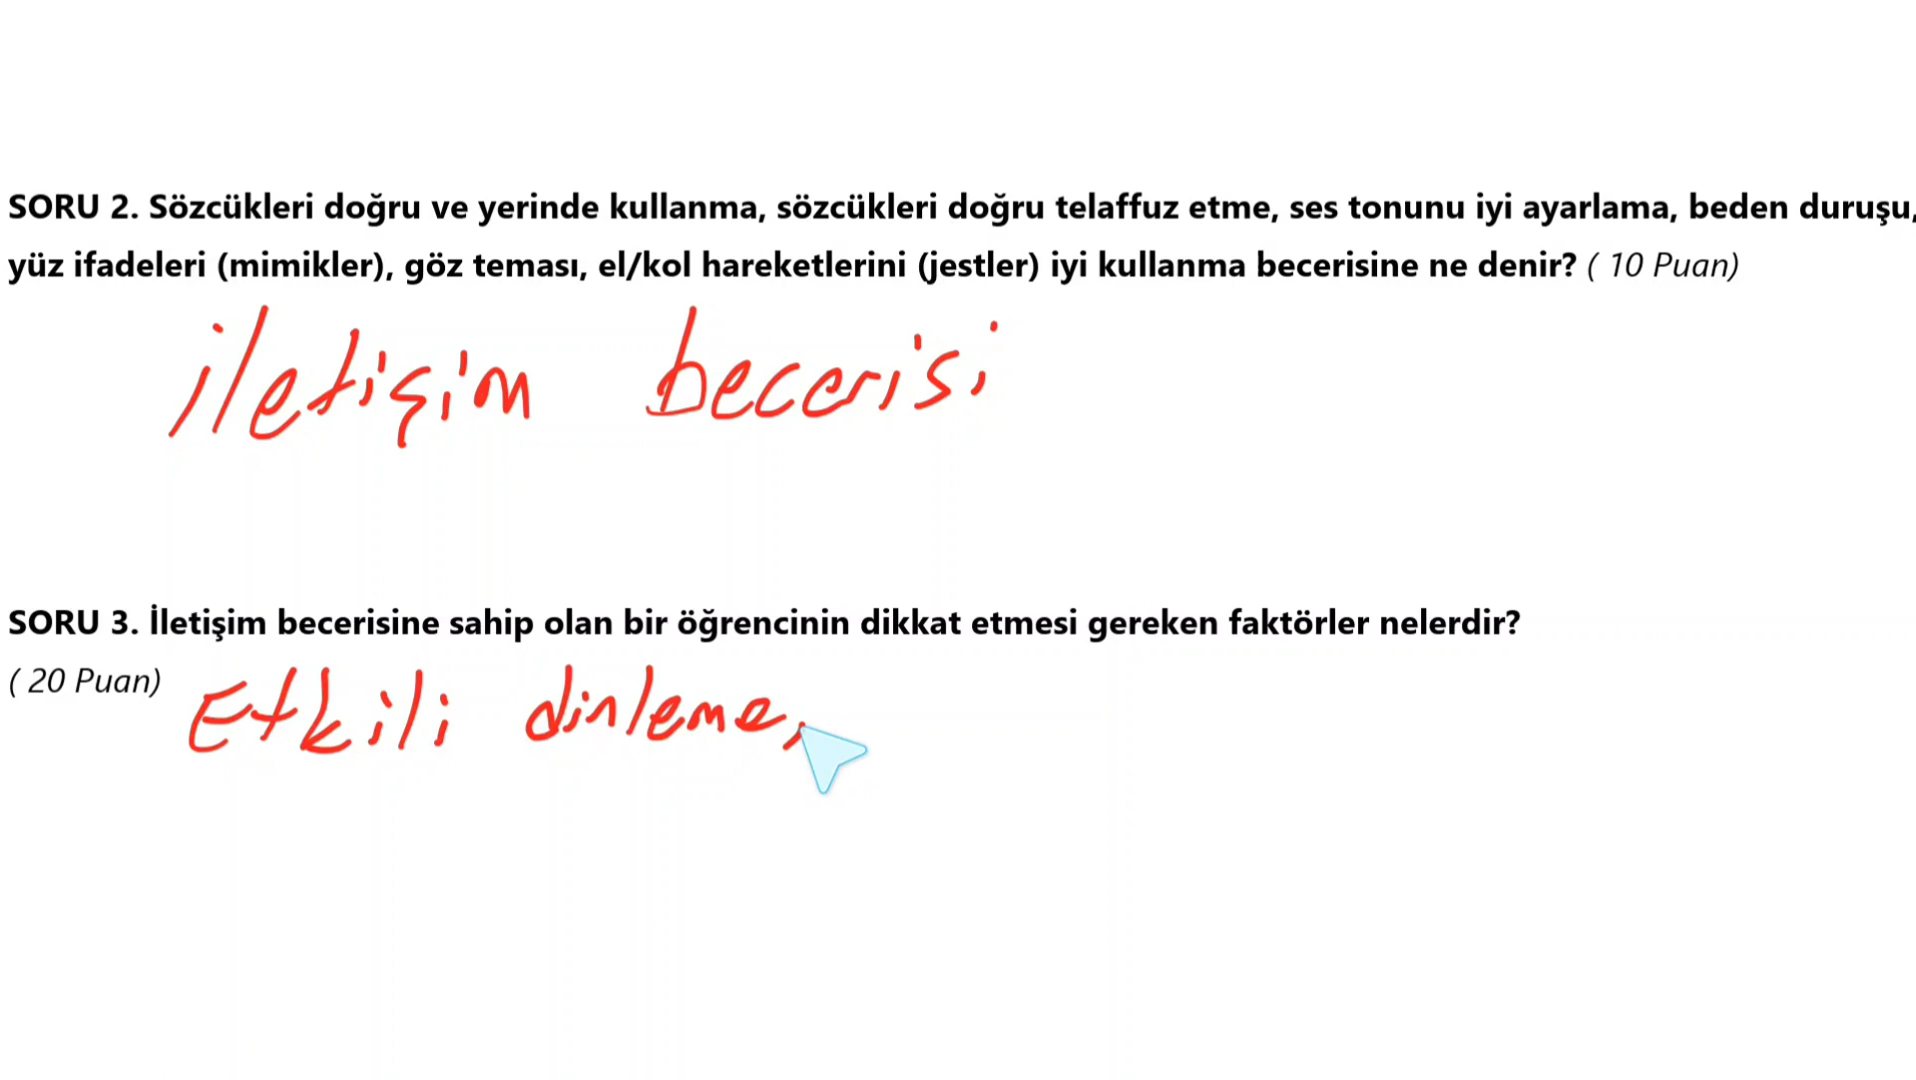 SORU 2. Sözcükleri doğru ve yerinde kullanma, sözcükleri doğru telaffuz etme, ses tonunu iyi ayarlama, beden duruşu,
yüz ifadeleri (mimikler), göz teması, el/kol hareketlerini (jestler) iyi kullanma becerisine ne denir? ( 10 Puan)
iletişim becerisi
SORU 3. İletişim becerisine sahip olan bir öğrencinin dikkat etmesi gereken faktörler nelerdir?
( 20 Puan) Etkili dinleme,